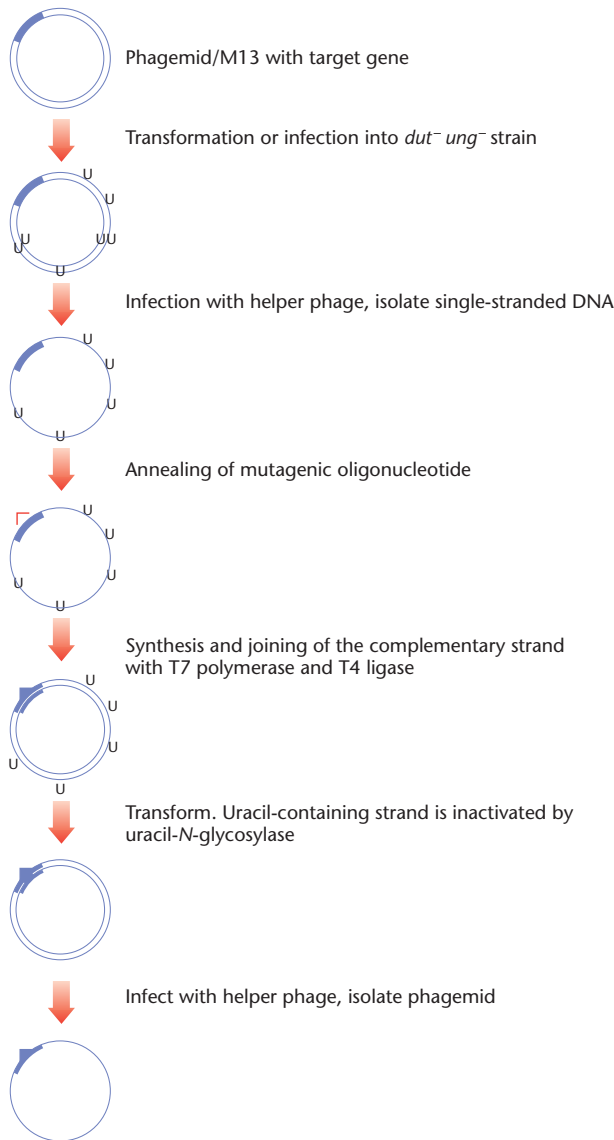 Phagemid/M13 with target gene
Transformation or infection into dut⁻ ung⁻ strain
U
U
U
UU
U
U
Infection with helper phage, isolate single-stranded DNA
U
U
U
U
U
Annealing of mutagenic oligonucleotide
U
U
U
U
U
Synthesis and joining of the complementary strand
with T7 polymerase and T4 ligase
U
U
U
U
U
Transform. Uracil-containing strand is inactivated by
uracil-N-glycosylase
Infect with helper phage, isolate phagemid